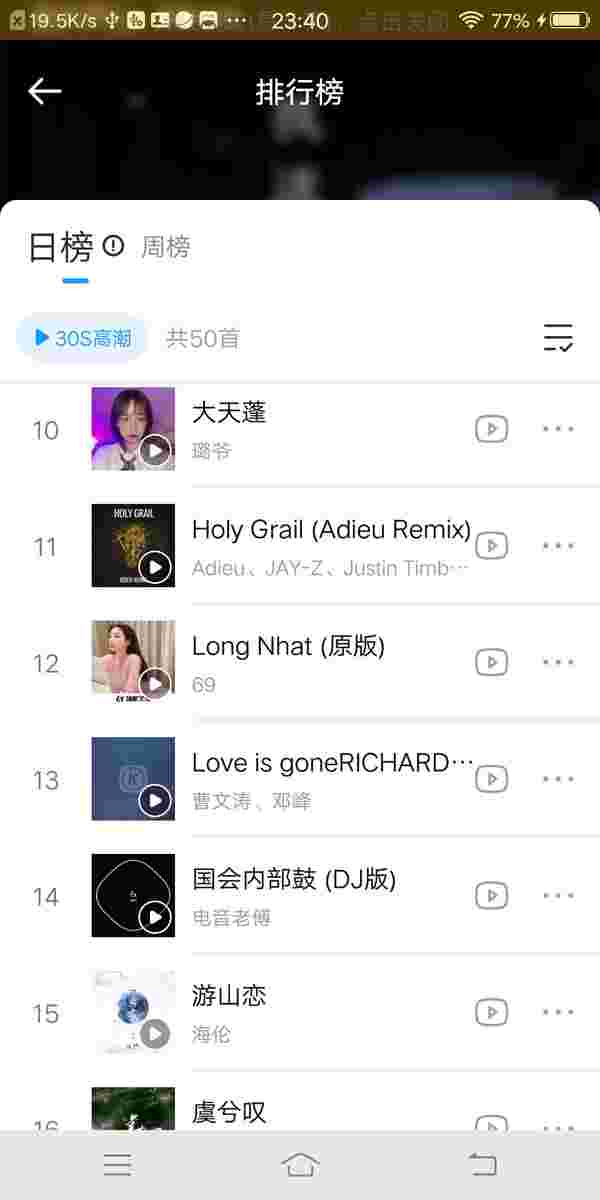 19.5K/s
23:40
77%
排行榜
日榜
周榜
30S高潮
共50首
10
大天蓬
璐爷
11
HOLY GRAIL
Holy Grail (Adieu Remix)
Adieu、JAY-Z、Justin Timb···
12
Long Nhat (原版)
69
13
Love is goneRICHARD···
曹文涛、邓峰
14
国会内部鼓 (DJ版)
电音老傅
15
游山恋
海伦
16
虞兮叹